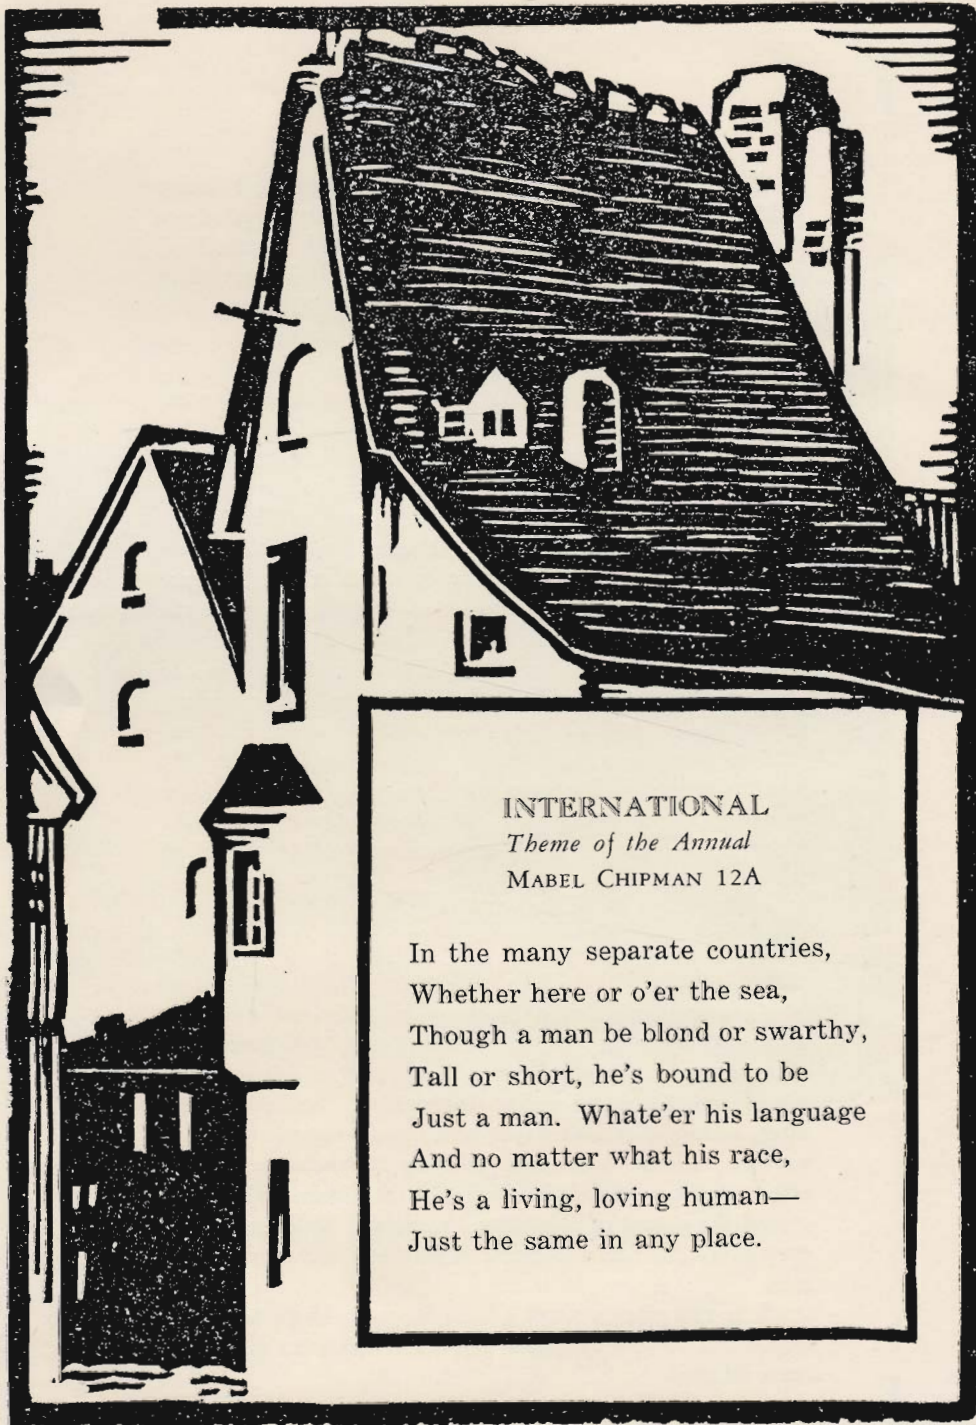 INTERNATIONAL
Theme of the Annual
MABEL CHIPMAN 12A
In the many separate countries,
Whether here or o'er the sea,
Though a man be blond or swarthy,
Tall or short, he's bound to be
Just a man. Whate'er his language
And no matter what his race,
He's a living, loving human—
Just the same in any place.